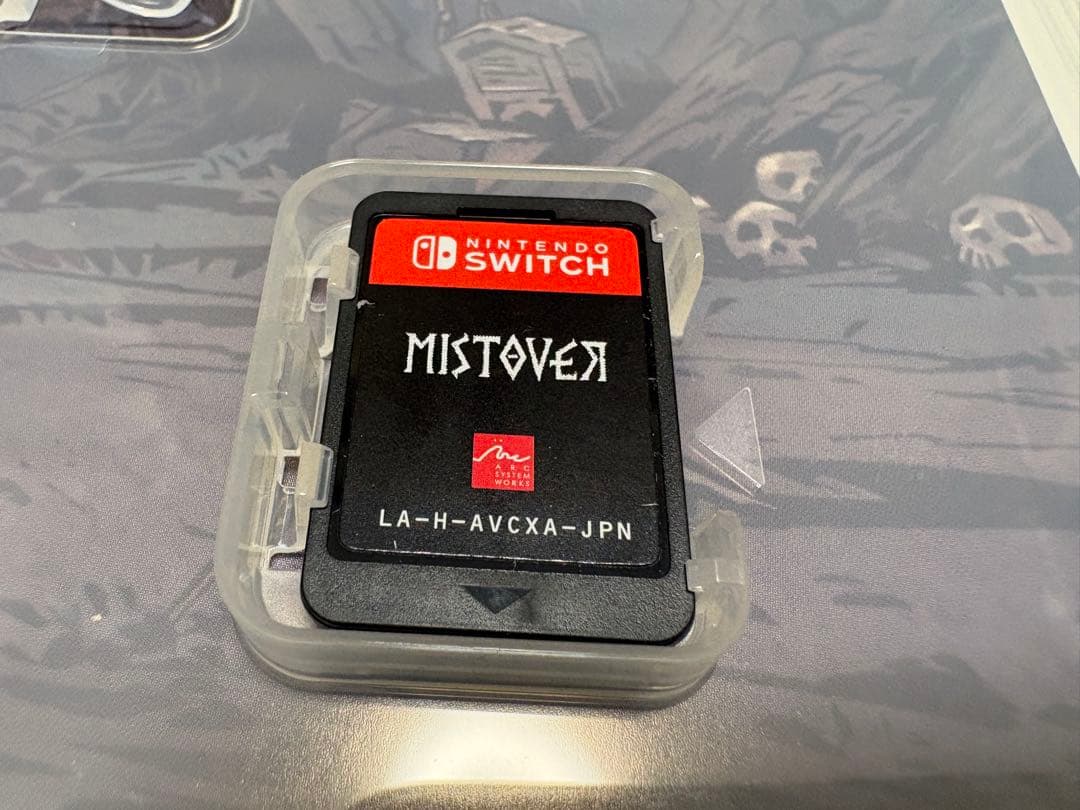 NINTENDO
SWITCH
MISTOVER
ARC
SYSTEM
WORKS
LA-H-AVCXA-JPN